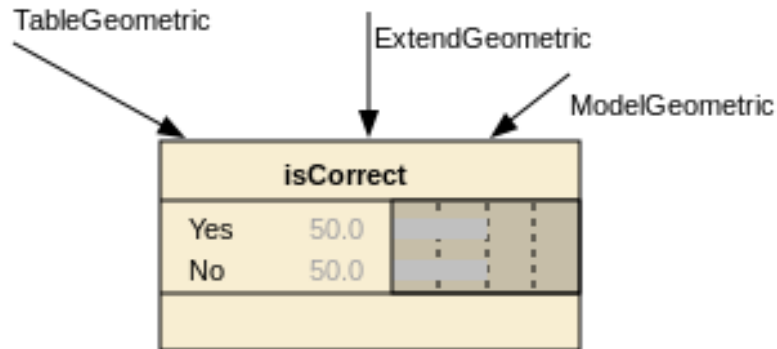 TableGeometric
ExtendGeometric
ModelGeometric
isCorrect
Yes 50.0
No 50.0